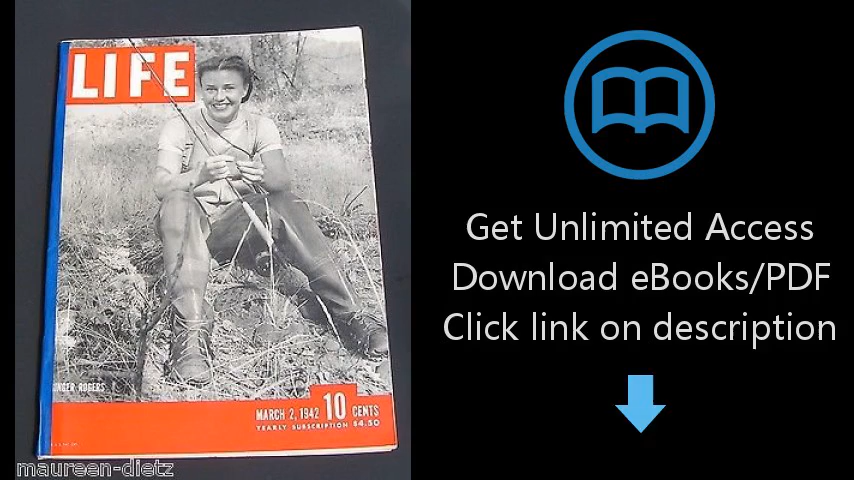 LIFE
GINGER ROGERS
MARCH 2, 1942 10 CENTS
YEARLY SUBSCRIPTION $4.50
maureen-dietz
Get Unlimited Access
Download eBooks/PDF
Click link on description